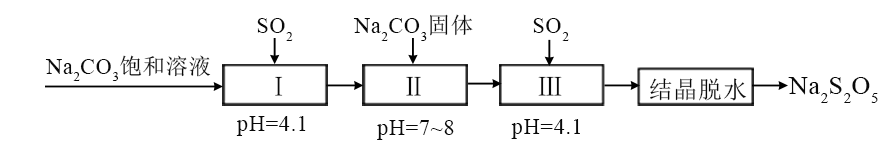 SO₂ Na₂CO₃固体 SO₂
Na₂CO₃饱和溶液 Ⅰ Ⅱ Ⅲ 结晶脱水 Na₂S₂O₅
pH=4.1 pH=7~8 pH=4.1